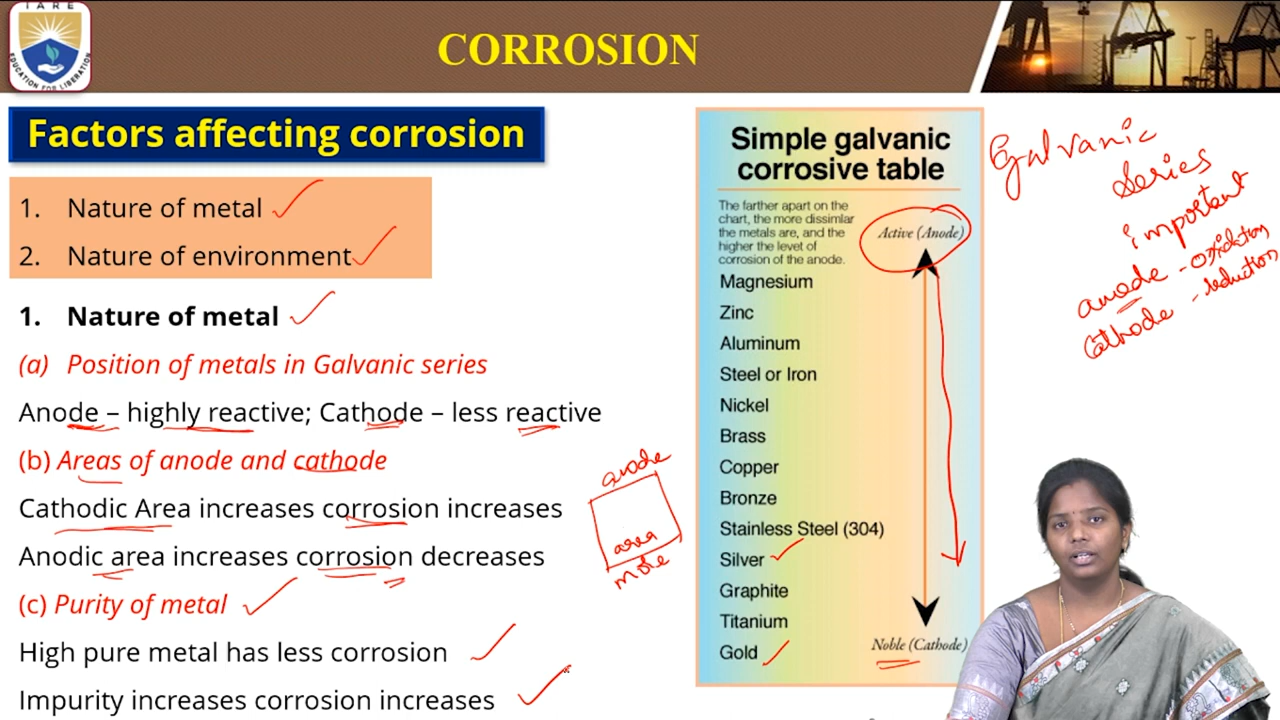 IARE
EDUCATION FOR LIBERATION
CORROSION
Factors affecting corrosion
1. Nature of metal
2. Nature of environment
1. Nature of metal
(a) Position of metals in Galvanic series
Anode – highly reactive; Cathode – less reactive
(b) Areas of anode and cathode
Cathodic Area increases corrosion increases
Anodic area increases corrosion decreases
(c) Purity of metal
High pure metal has less corrosion
Impurity increases corrosion increases
anode
area
more
Simple galvanic
corrosive table
The farther apart on the
chart, the more dissimlar
the metals are, and the
higher the level of
corrosion of the anode.
Active (Anode)
Magnesium
Zinc
Aluminum
Steel or Iron
Nickel
Brass
Copper
Bronze
Stainless Steel (304)
Silver
Graphite
Titanium
Gold
Noble (Cathode)
Galvanic
Series
important
anode - oxidation
Cathode - reduction